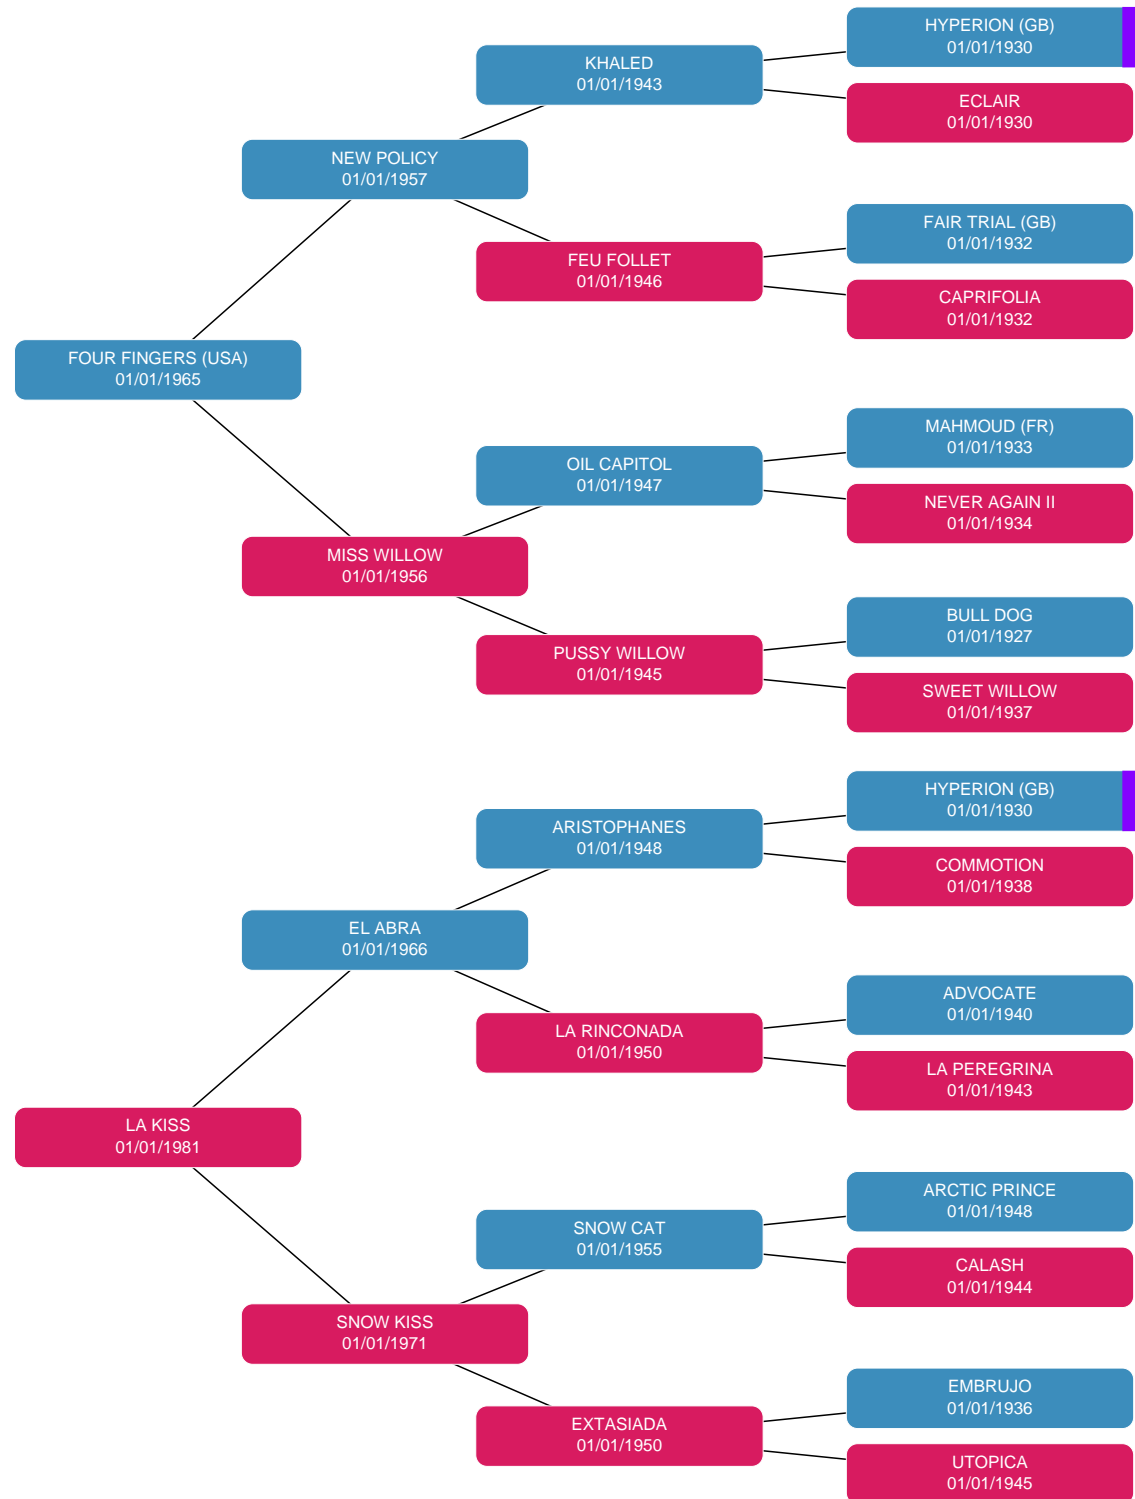 HYPERION (GB)
01/01/1930
KHALED
01/01/1943
ECLAIR
01/01/1930
NEW POLICY
01/01/1957
FAIR TRIAL (GB)
01/01/1932
FEU FOLLET
01/01/1946
CAPRIFOLIA
01/01/1932
FOUR FINGERS (USA)
01/01/1965
MAHMOUD (FR)
01/01/1933
OIL CAPITOL
01/01/1947
NEVER AGAIN II
01/01/1934
MISS WILLOW
01/01/1956
BULL DOG
01/01/1927
PUSSY WILLOW
01/01/1945
SWEET WILLOW
01/01/1937
HYPERION (GB)
01/01/1930
ARISTOPHANES
01/01/1948
COMMOTION
01/01/1938
EL ABRA
01/01/1966
ADVOCATE
01/01/1940
LA RINCONADA
01/01/1950
LA PEREGRINA
01/01/1943
LA KISS
01/01/1981
ARCTIC PRINCE
01/01/1948
SNOW CAT
01/01/1955
CALASH
01/01/1944
SNOW KISS
01/01/1971
EMBRUJO
01/01/1936
EXTASIADA
01/01/1950
UTOPICA
01/01/1945